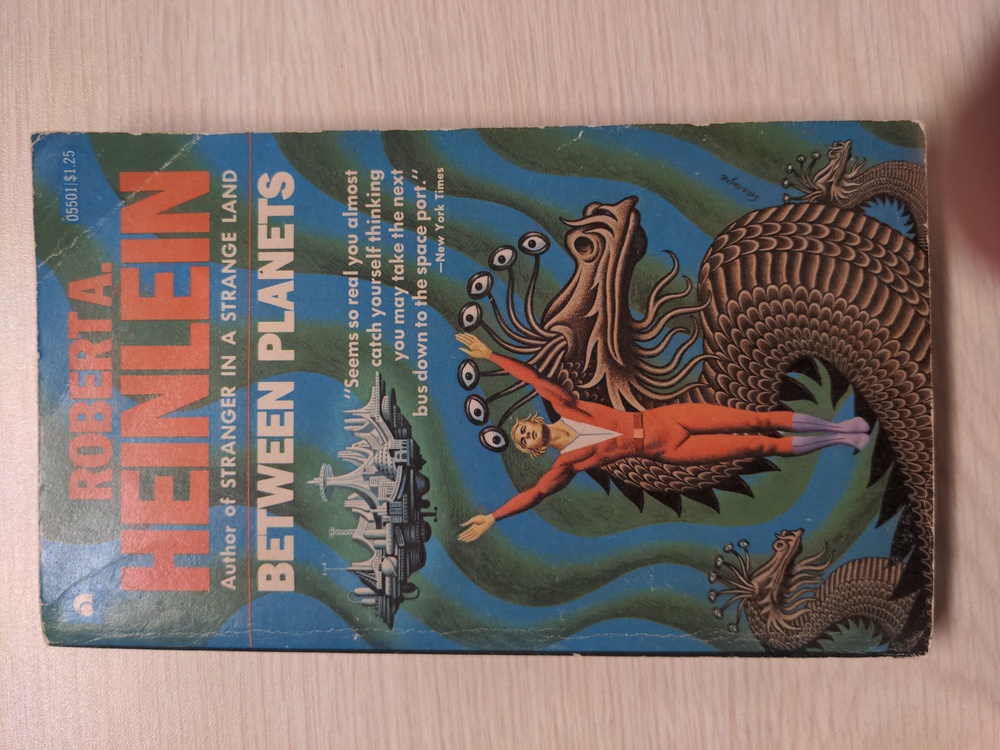 05501 | $1.25
ROBERT A.
HEINLEIN
Author of STRANGER IN A STRANGE LAND
BETWEEN PLANETS
"Seems so real you almost
catch yourself thinking
you may take the next
bus down to the space port."
—New York Times
Savage